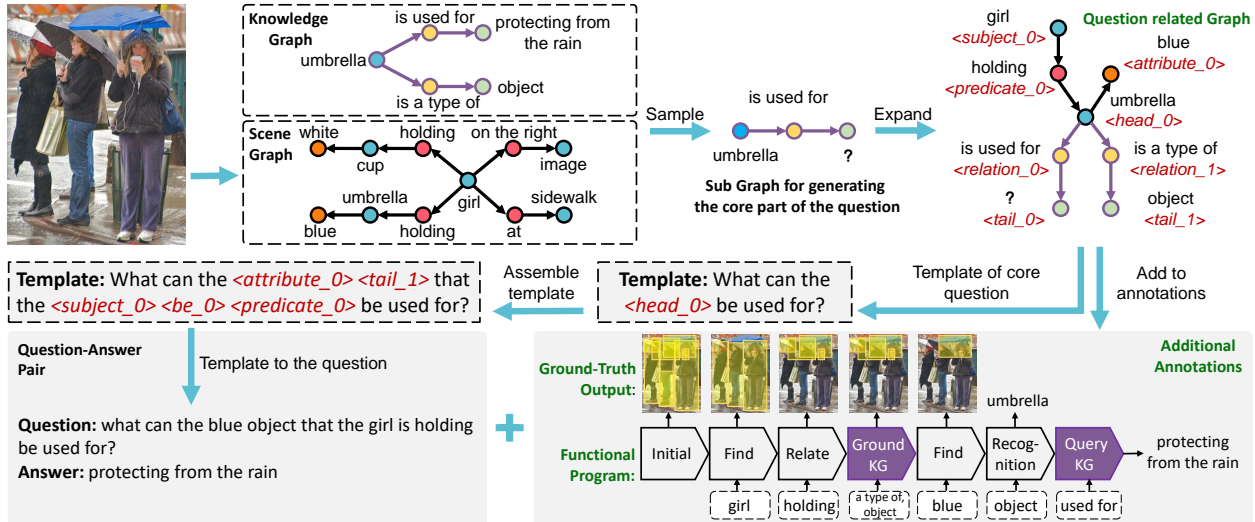 Knowledge
Graph
is used for
protecting from
the rain
umbrella
object
is a type of
Scene
Graph
white
holding
on the right
cup
image
umbrella
girl
sidewalk
blue
holding
at
Sample
is used for
umbrella
?
Sub Graph for generating
the core part of the question
Expand
Question related Graph
girl
<subject_0>
blue
<attribute_0>
holding
<predicate_0>
umbrella
<head_0>
is used for
<relation_0>
is a type of
<relation_1>
?
<tail_0>
object
<tail_1>
Template: What can the <attribute_0> <tail_1> that
the <subject_0> <be_0> <predicate_0> be used for?
Assemble
template
Template: What can the
<head_0> be used for?
Template of core
question
Add to
annotations
Question-Answer
Pair
Template to the question
Question: what can the blue object that the girl is holding
be used for?
Answer: protecting from the rain
Additional
Annotations
Ground-Truth
Output:
umbrella
Functional
Program:
Initial
Find
Relate
Ground
KG
Find
Recog-
nition
Query
KG
protecting
from the rain
girl
holding
a type of,
object
blue
object
used for